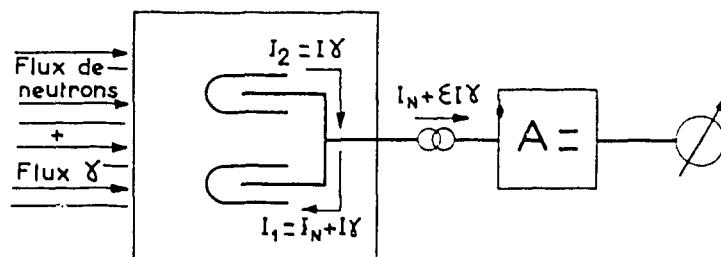 Flux de
neutrons
+
Flux γ
I₂ = Iγ
I₁ = I_N + Iγ
I_N + εIγ
A =